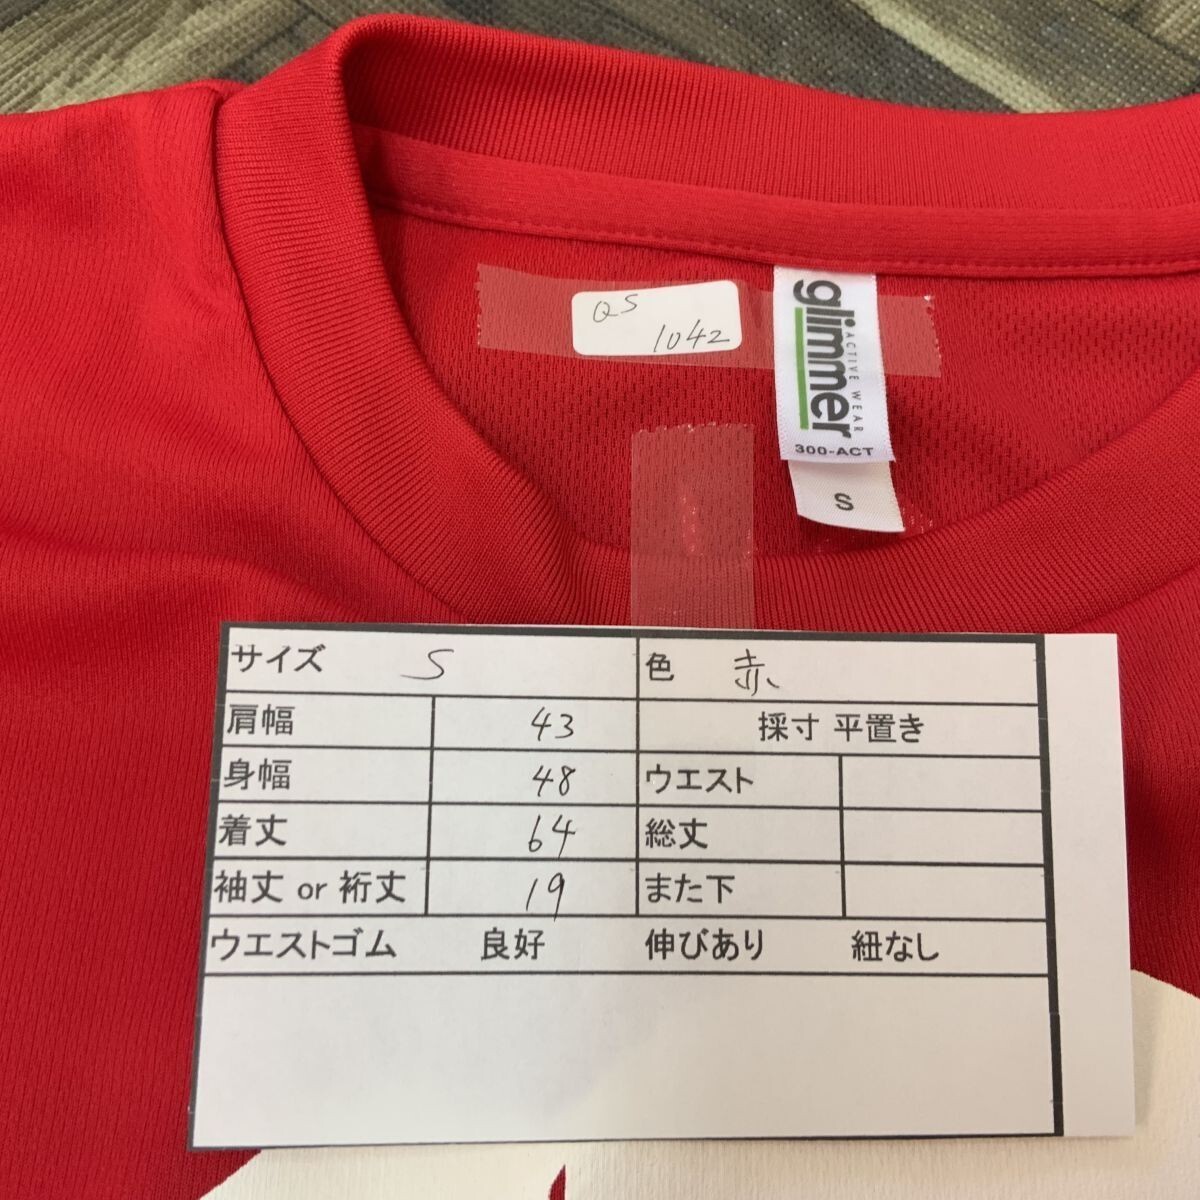 QS
1042
glimmer
ACTIVE WEAR
300-ACT
S
サイズ S 色 赤
肩幅 43 採寸 平置き
身幅 48 ウエスト
着丈 64 総丈
袖丈 or 裄丈 19 また下
ウエストゴム 良好 伸びあり 紐なし